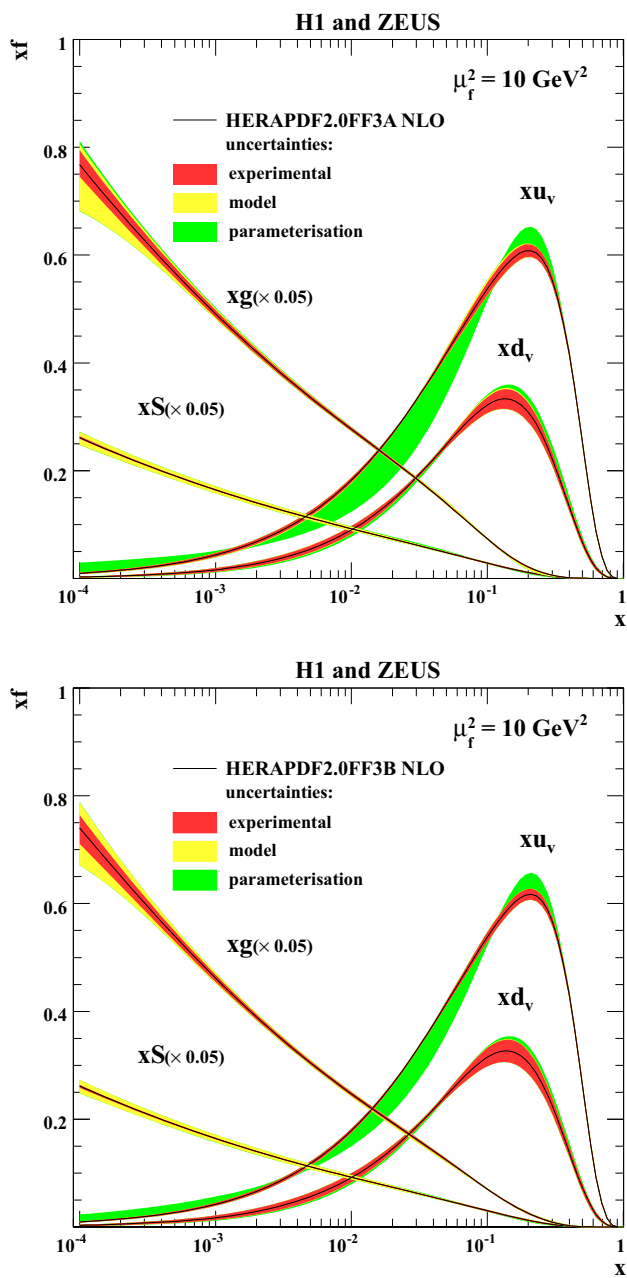 H1 and ZEUS
xf
1
μ_f^2 = 10 GeV^2
HERAPDF2.0FF3A NLO
uncertainties:
experimental
model
parameterisation
0.8
xu_v
0.6
xg(× 0.05)
xd_v
0.4
xS(× 0.05)
0.2
10^-4 10^-3 10^-2 10^-1 1
x
H1 and ZEUS
xf
1
μ_f^2 = 10 GeV^2
HERAPDF2.0FF3B NLO
uncertainties:
experimental
model
parameterisation
0.8
xu_v
0.6
xg(× 0.05)
xd_v
0.4
xS(× 0.05)
0.2
10^-4 10^-3 10^-2 10^-1 1
x